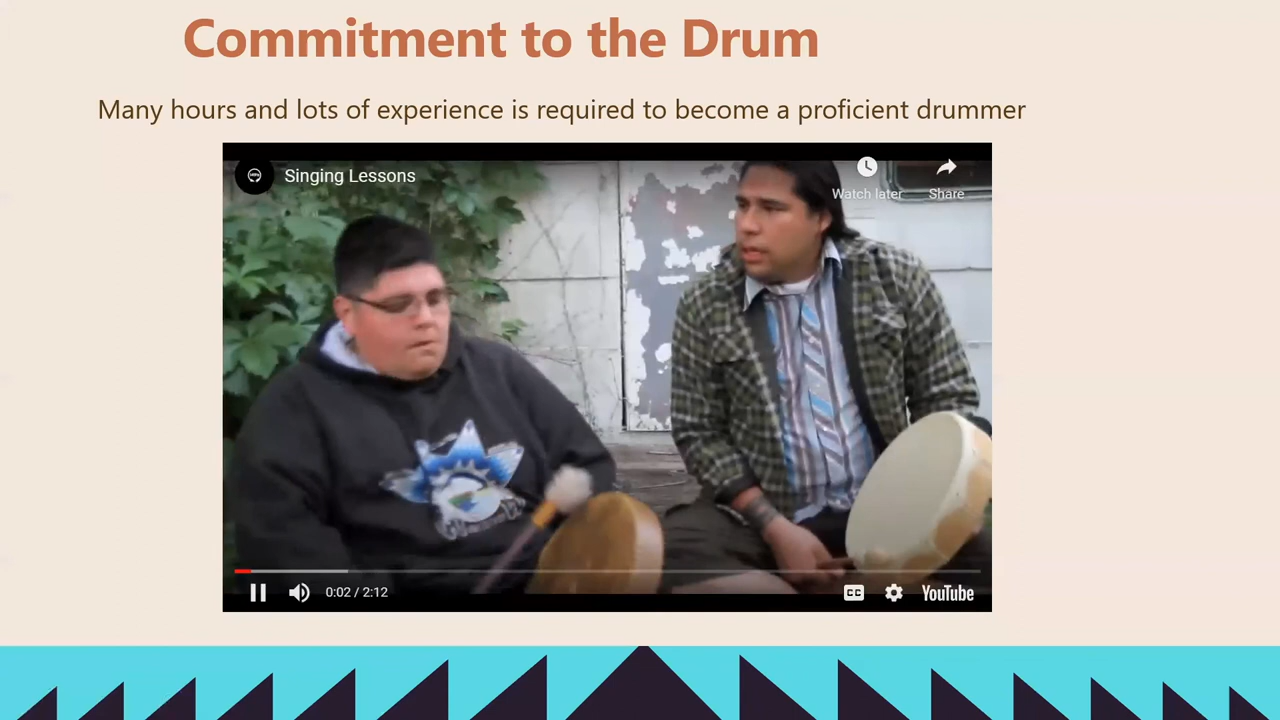 Commitment to the Drum
Many hours and lots of experience is required to become a proficient drummer
Singing Lessons
Watch later
Share
0:02 / 2:12
CC
YouTube